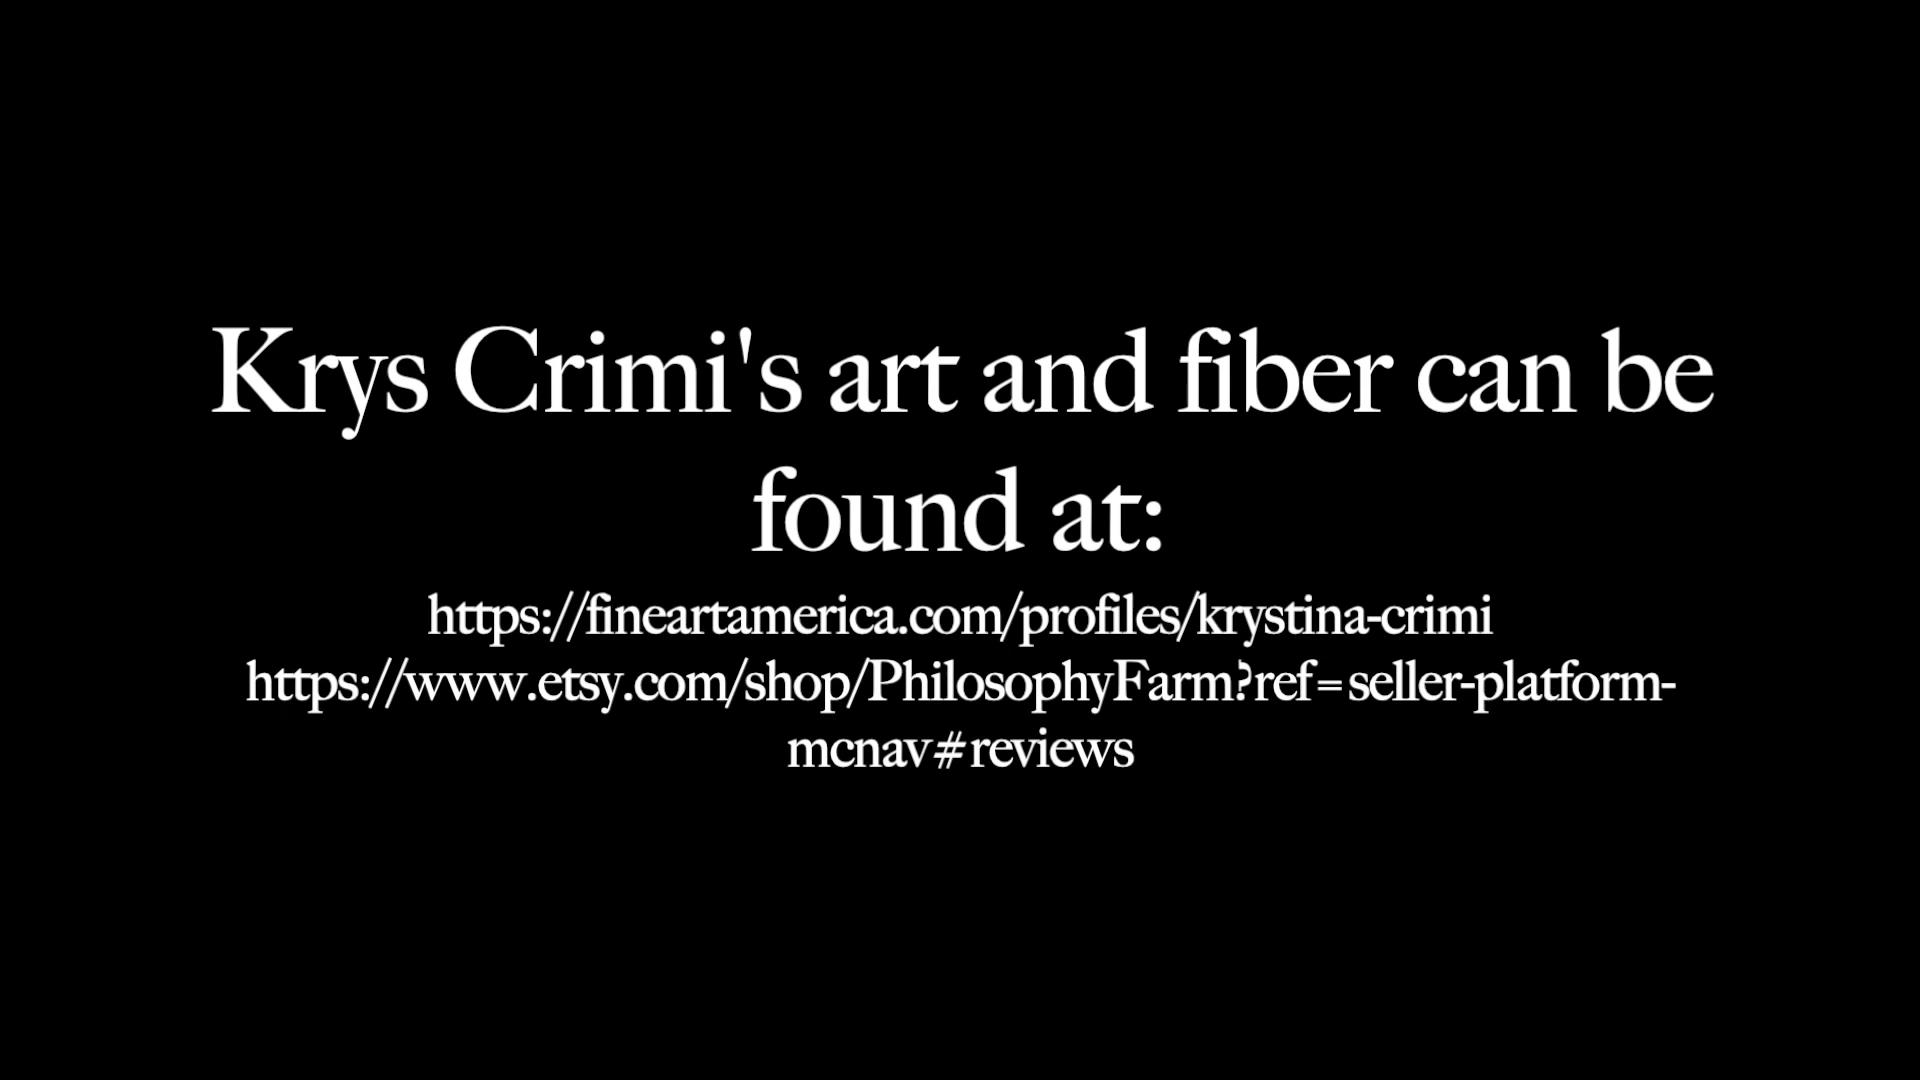 Krys Crimi's art and fiber can be
found at:
https://fineartamerica.com/profiles/krystina-crimi
https://www.etsy.com/shop/PhilosophyFarm?ref=seller-platform-
mcnav#reviews